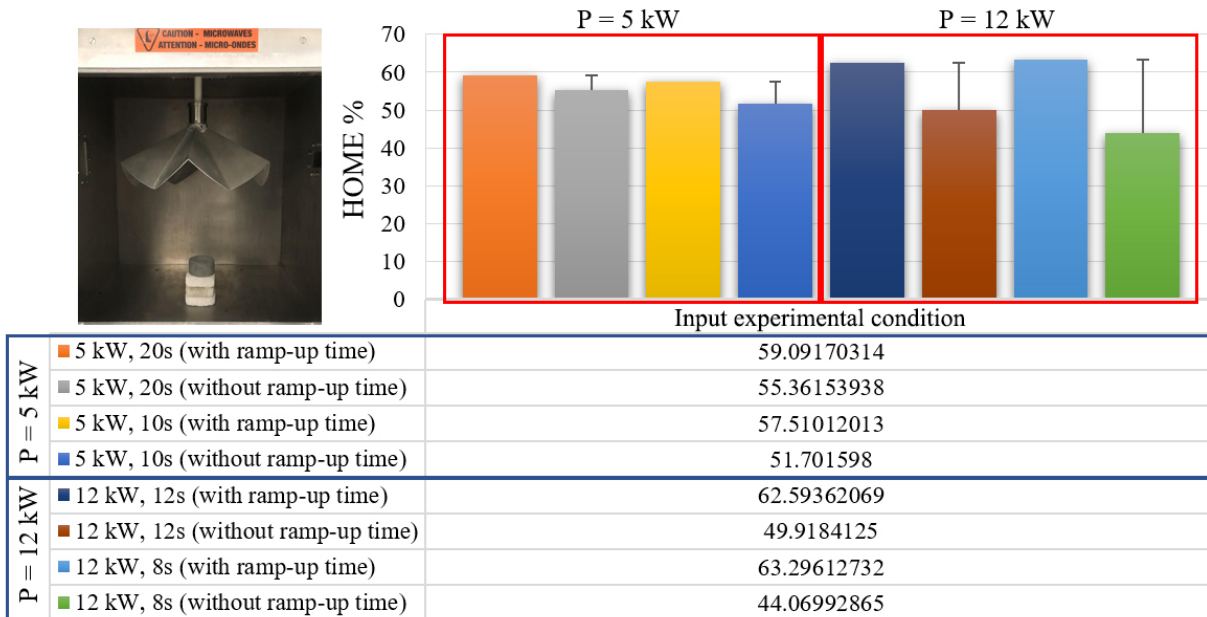 CAUTION - MICROWAVES
ATTENTION - MICRO-ONDES
P = 5 kW
P = 12 kW
HOME %
70
60
50
40
30
20
10
0
Input experimental condition
P = 5 kW
5 kW, 20s (with ramp-up time) 59.09170314
5 kW, 20s (without ramp-up time) 55.36153938
5 kW, 10s (with ramp-up time) 57.51012013
5 kW, 10s (without ramp-up time) 51.701598
P = 12 kW
12 kW, 12s (with ramp-up time) 62.59362069
12 kW, 12s (without ramp-up time) 49.9184125
12 kW, 8s (with ramp-up time) 63.29612732
12 kW, 8s (without ramp-up time) 44.06992865